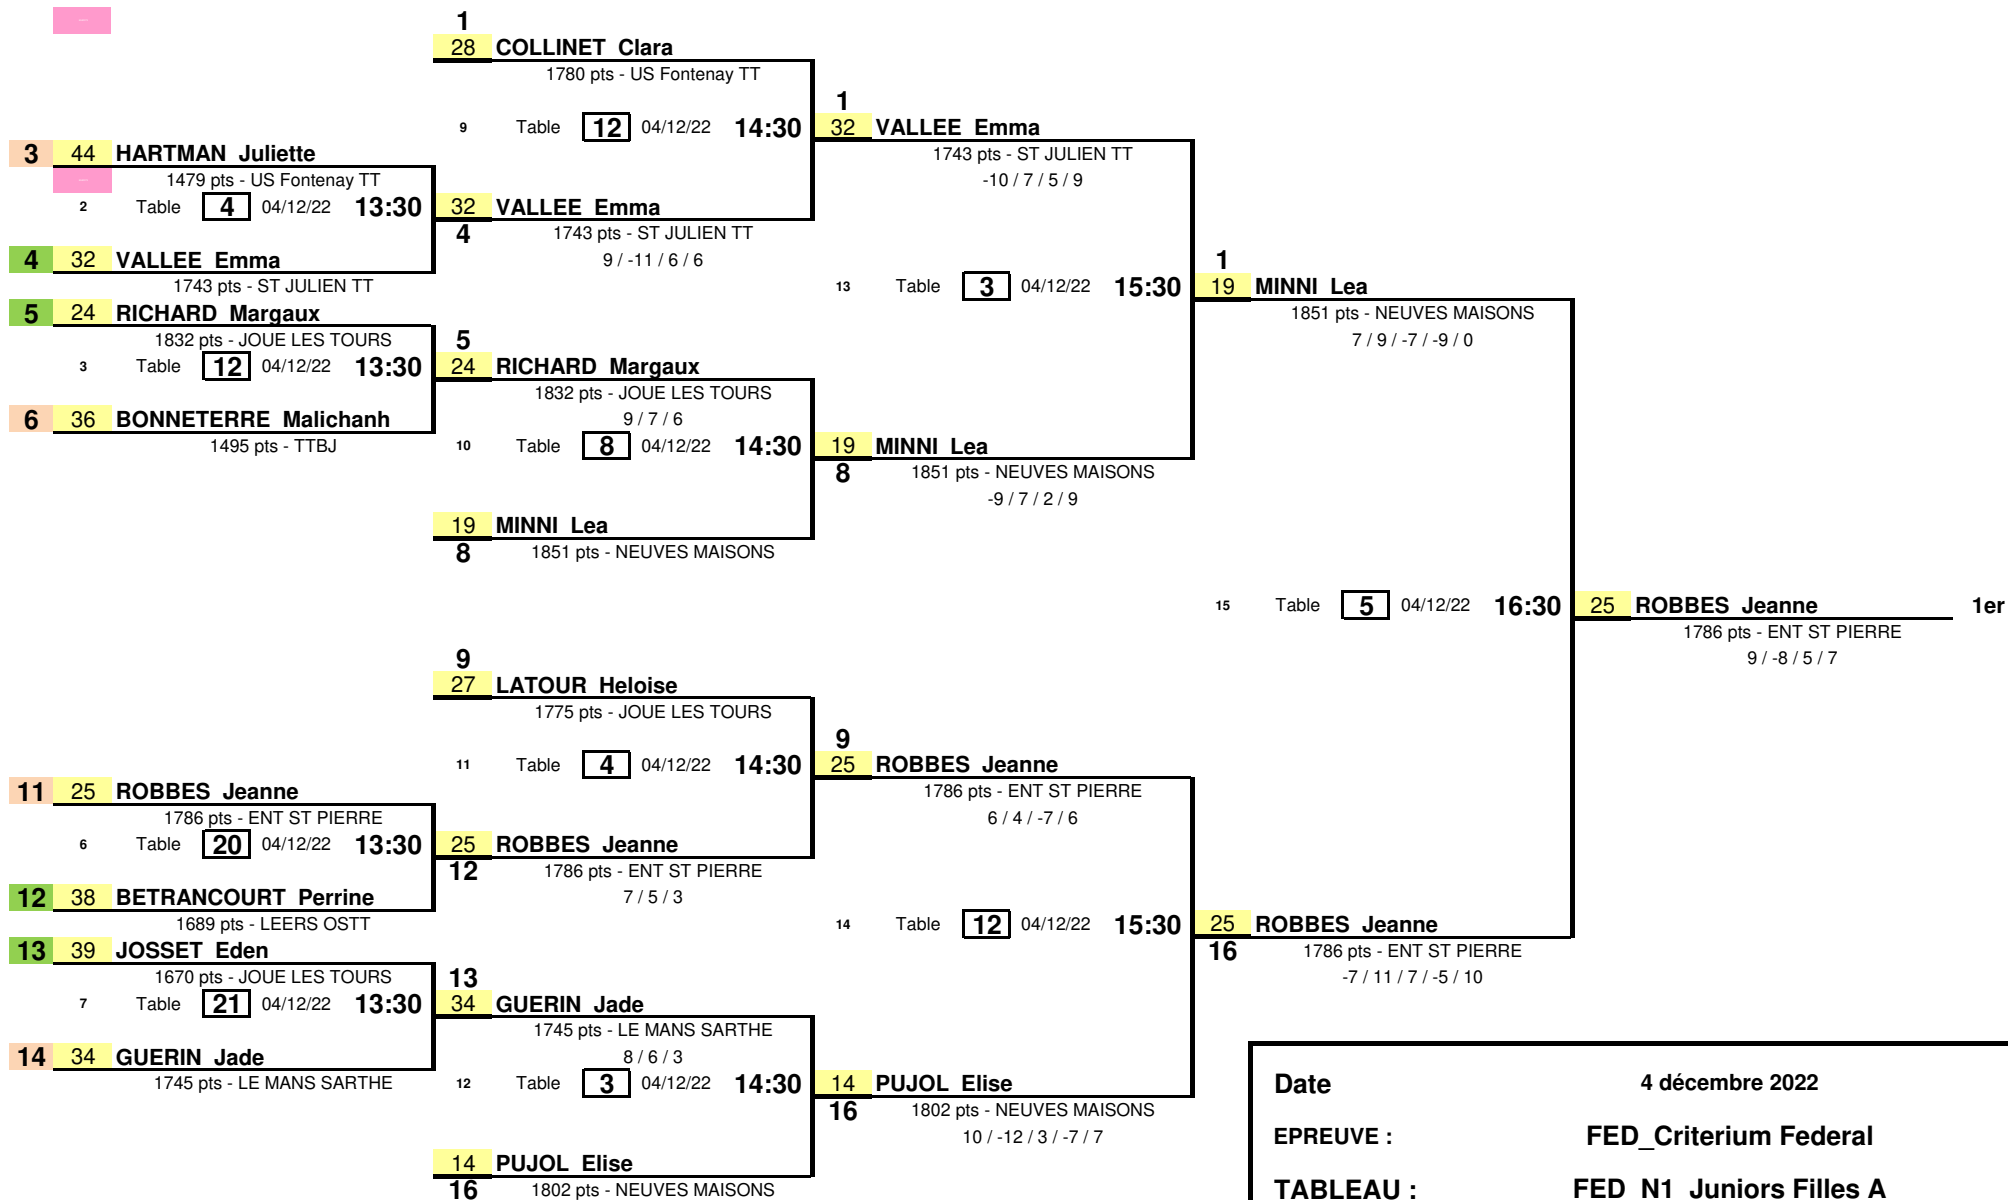 1
28 COLLINET Clara
1780 pts - US Fontenay TT
9 Table 12 04/12/22 14:30
3 44 HARTMAN Juliette
1479 pts - US Fontenay TT
2 Table 4 04/12/22 13:30
4 32 VALLEE Emma
1743 pts - ST JULIEN TT
32 VALLEE Emma
4
1743 pts - ST JULIEN TT
9 / -11 / 6 / 6
5 24 RICHARD Margaux
1832 pts - JOUE LES TOURS
3 Table 12 04/12/22 13:30
6 36 BONNETERRE Malichanh
1495 pts - TTBJ
5
24 RICHARD Margaux
1832 pts - JOUE LES TOURS
9 / 7 / 6
10 Table 8 04/12/22 14:30
19 MINNI Lea
8
1851 pts - NEUVES MAISONS
1
32 VALLEE Emma
1743 pts - ST JULIEN TT
-10 / 7 / 5 / 9
13 Table 3 04/12/22 15:30
19 MINNI Lea
8
1851 pts - NEUVES MAISONS
-9 / 7 / 2 / 9
1
19 MINNI Lea
1851 pts - NEUVES MAISONS
7 / 9 / -7 / -9 / 0
15 Table 5 04/12/22 16:30
25 ROBBES Jeanne 1er
1786 pts - ENT ST PIERRE
9 / -8 / 5 / 7
9
27 LATOUR Heloise
1775 pts - JOUE LES TOURS
11 Table 4 04/12/22 14:30
11 25 ROBBES Jeanne
1786 pts - ENT ST PIERRE
6 Table 20 04/12/22 13:30
12 38 BETRANCOURT Perrine
1689 pts - LEERS OSTT
25 ROBBES Jeanne
12
1786 pts - ENT ST PIERRE
7 / 5 / 3
13 39 JOSSET Eden
1670 pts - JOUE LES TOURS
7 Table 21 04/12/22 13:30
14 34 GUERIN Jade
1745 pts - LE MANS SARTHE
13
34 GUERIN Jade
1745 pts - LE MANS SARTHE
8 / 6 / 3
12 Table 3 04/12/22 14:30
14 PUJOL Elise
16
1802 pts - NEUVES MAISONS
9
25 ROBBES Jeanne
1786 pts - ENT ST PIERRE
6 / 4 / -7 / 6
14 Table 12 04/12/22 15:30
14 PUJOL Elise
16
1802 pts - NEUVES MAISONS
10 / -12 / 3 / -7 / 7
25 ROBBES Jeanne
16
1786 pts - ENT ST PIERRE
-7 / 11 / 7 / -5 / 10
Date 4 décembre 2022
EPREUVE : FED_Criterium Federal
TABLEAU : FED_N1_Juniors Filles A